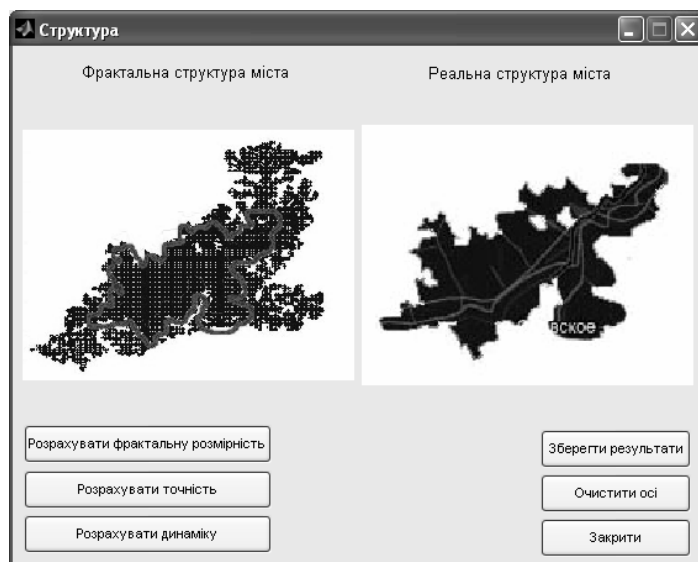 Структура
Фрактальна структура міста
Реальна структура міста
вское
Розрахувати фрактальну розмірність
Розрахувати точність
Розрахувати динаміку
Зберегти результати
Очистити осі
Закрити